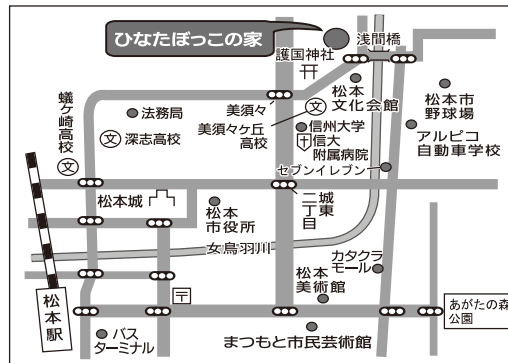 ひなたぼっこの家
浅間橋
護国神社
松本
文化会館
松本市
野球場
蟻ヶ崎高校
文
法務局
文
深志高校
美須々
美須々ヶ丘
高校
文
信州大学
信大
附属病院
アルピコ
自動車学校
セブンイレブン
松本城
松本
市役所
二城
丁東
目
女鳥羽川
カタクラ
モール
松本
美術館
松本駅
〒
バス
ターミナル
まつもと市民芸術館
あがたの森
公園